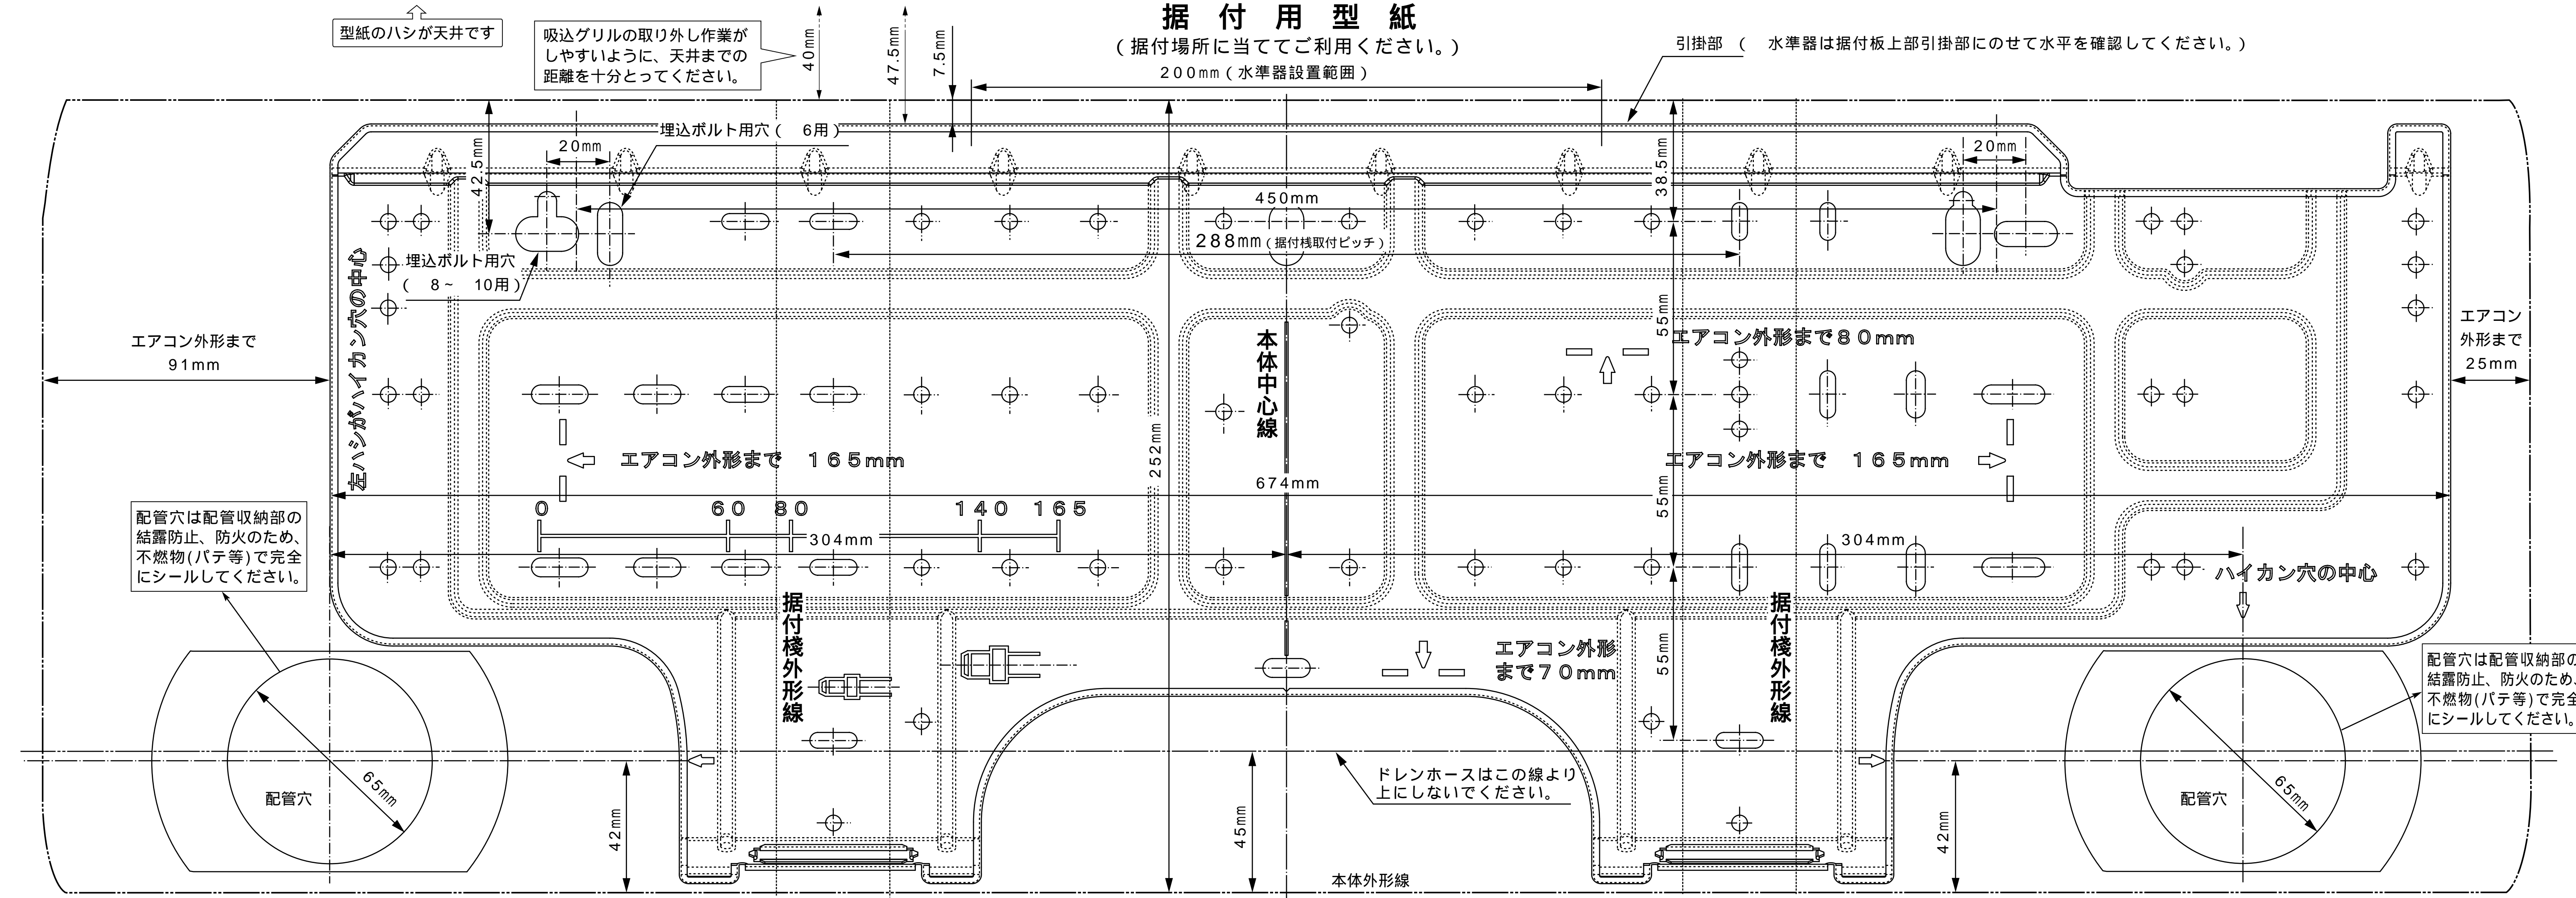 据付用型紙
(据付場所に当ててご利用ください。)
200mm(水準器設置範囲)
型紙のハシが天井です
吸込グリルの取り外し作業が
しやすいように、天井までの
距離を十分とってください。
40mm
47.5mm
7.5mm
引掛部 ( 水準器は据付板上部引掛部にのせて水平を確認してください。)
42.5mm
20mm
埋込ボルト用穴( 6用)
38.5mm
20mm
450mm
288mm(据付桟取付ピッチ)
埋込ボルト用穴
( 8~ 10用)
左ハシがハイカン穴の中心
エアコン外形まで
91mm
本体中心線
55mm
エアコン外形まで80mm
エアコン
外形まで
25mm
252mm
エアコン外形まで 165mm
エアコン外形まで 165mm
674mm
55mm
0 60 80 140 165
304mm
304mm
配管穴は配管収納部の
結露防止、防火のため、
不燃物(パテ等)で完全
にシールしてください。
ハイカン穴の中心
据付棧外形線
据付棧外形線
エアコン外形
まで70mm
55mm
配管穴は配管収納部の
結露防止、防火のため、
不燃物(パテ等)で完全
にシールしてください。
65mm
配管穴
ドレンホースはこの線より
上にしないでください。
65mm
配管穴
42mm
45mm
42mm
本体外形線